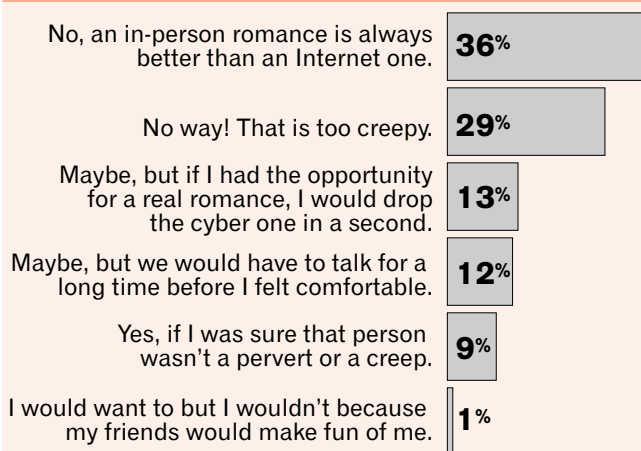 No, an in-person romance is always
better than an Internet one.
36%
No way! That is too creepy.
29%
Maybe, but if I had the opportunity
for a real romance, I would drop
the cyber one in a second.
13%
Maybe, but we would have to talk for a
long time before I felt comfortable.
12%
Yes, if I was sure that person
wasn't a pervert or a creep.
9%
I would want to but I wouldn't because
my friends would make fun of me.
1%